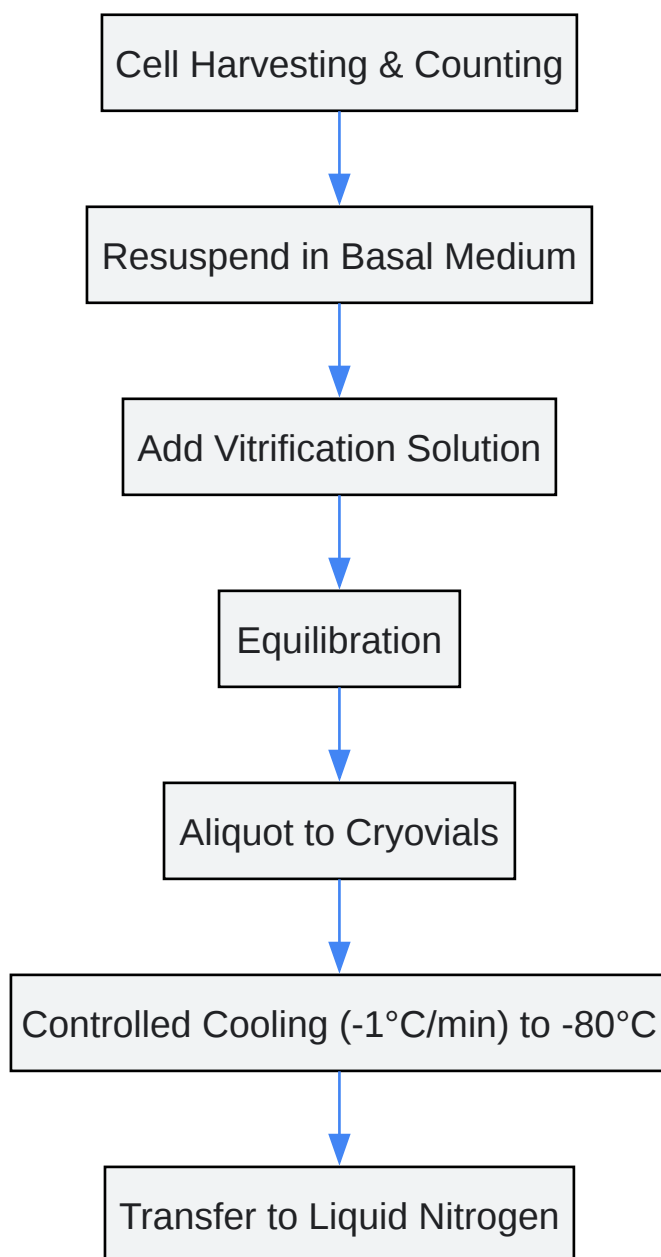 Cell Harvesting & Counting
Resuspend in Basal Medium
Add Vitrification Solution
Equilibration
Aliquot to Cryovials
Controlled Cooling (-1°C/min) to -80°C
Transfer to Liquid Nitrogen